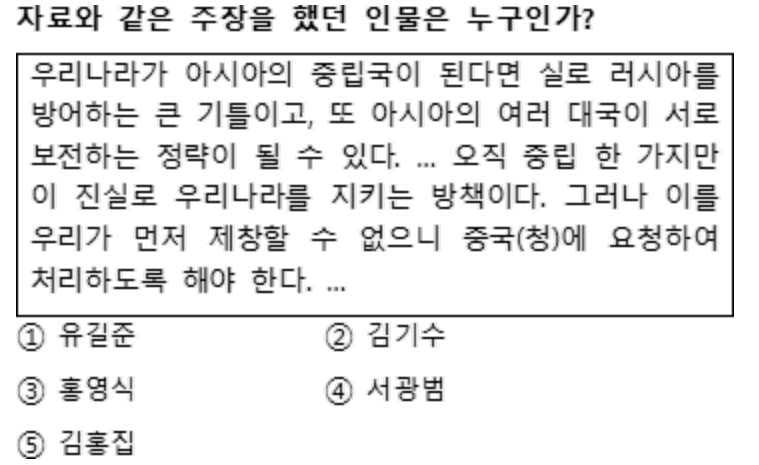 자료와 같은 주장을 했던 인물은 누구인가?
우리나라가 아시아의 중립국이 된다면 실로 러시아를
방어하는 큰 기틀이고, 또 아시아의 여러 대국이 서로
보전하는 정략이 될 수 있다. ... 오직 중립 한 가지만
이 진실로 우리나라를 지키는 방책이다. 그러나 이를
우리가 먼저 제창할 수 없으니 중국(청)에 요청하여
처리하도록 해야 한다. ...
① 유길준 ② 김기수
③ 홍영식 ④ 서광범
⑤ 김홍집